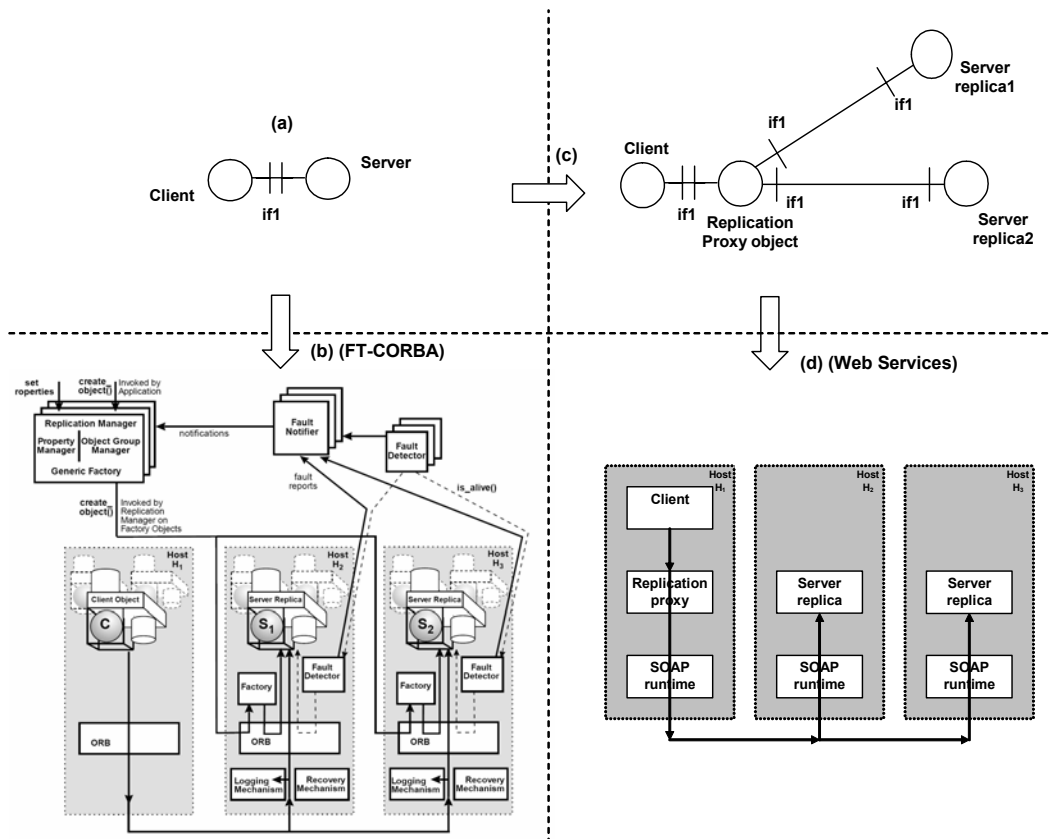 (a)
Client
Server
if1
(c)
Client
if1
Replication
Proxy object
if1
if1
Server
replica1
if1
if1
Server
replica2
(b) (FT-CORBA)
set
roperties
create_
object()
Invoked by
Application
Replication Manager
Property
Manager
Object Group
Manager
Generic Factory
notifications
Fault
Notifier
Fault
Detector
fault
reports
is_alive()
create_
object()
Invoked by
Replication
Manager on
Factory Objects
Host
H1
Client Object
C
ORB
Host
H2
Server Replica
S1
Factory
Fault
Detector
ORB
Logging
Mechanism
Recovery
Mechanism
Host
H3
Server Replica
S2
Factory
Fault
Detector
ORB
Logging
Mechanism
Recovery
Mechanism
(d) (Web Services)
Host
H1
Client
Replication
proxy
SOAP
runtime
Host
H2
Server
replica
SOAP
runtime
Host
H3
Server
replica
SOAP
runtime